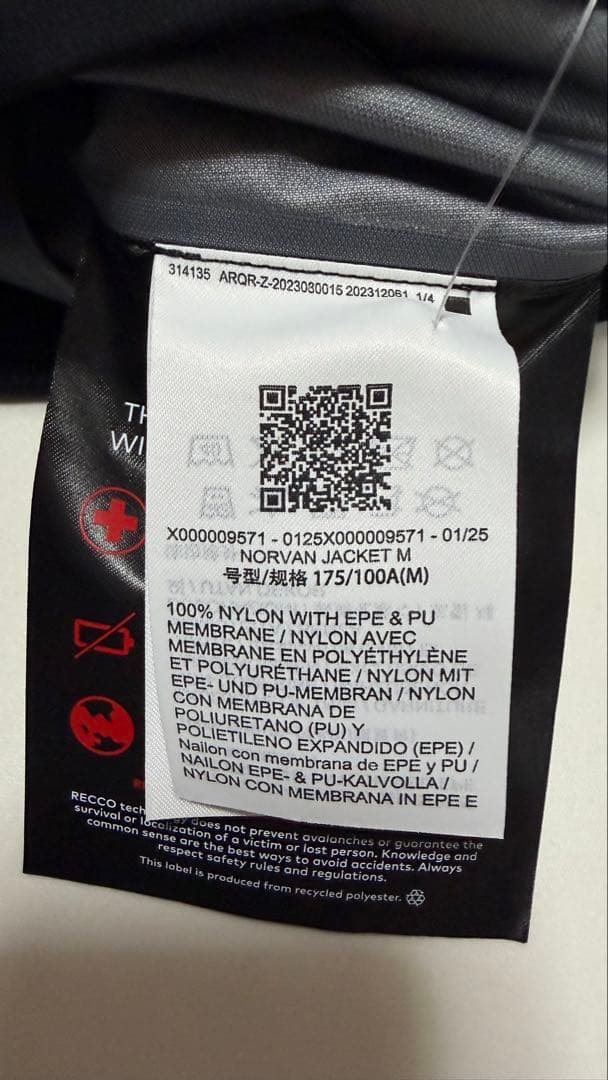 314135 ARQR-Z-2023080015 202312061 1/4
X000009571 - 0125X000009571 - 01/25
NORVAN JACKET M
号型/规格 175/100A(M)
100% NYLON WITH EPE & PU
MEMBRANE / NYLON AVEC
MEMBRANE EN POLYÉTHYLÈNE
ET POLYURÉTHANE / NYLON MIT
EPE- UND PU-MEMBRAN / NYLON
CON MEMBRANA DE
POLIURETANO (PU) Y
POLIETILENO EXPANDIDO (EPE) /
Nailon con membrana de EPE y PU /
NAILON EPE- & PU-KALVOLLA /
NYLON CON MEMBRANA IN EPE E
TH
WI
RECCO tech gy does not prevent avalanches or guarantee the
survival or localization of a victim or lost person. Knowledge and
common sense are the best ways to avoid accidents. Always
respect safety rules and regulations.
This label is produced from recycled polyester.